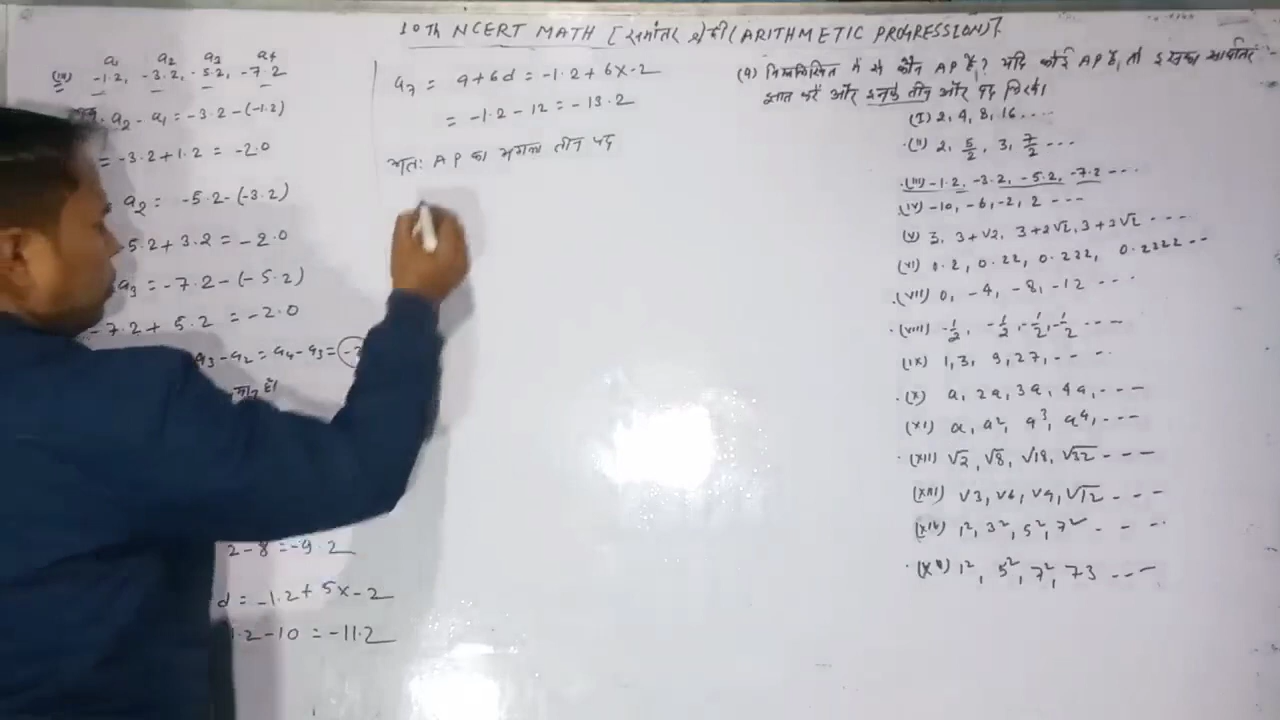 10Th NCERT MATH [समांतर श्रेढ़ी (ARITHMETIC PROGRESSION)].
a₁ a₂ a₃ a₄
(iii) -1.2, -3.2, -5.2, -7.2
a₂ - a₁ = -3.2 - (-1.2)
= -3.2 + 1.2 = -2.0
a₂ = -5.2 - (-3.2)
5.2 + 3.2 = -2.0
a₃ = -7.2 - (-5.2)
-7.2 + 5.2 = -2.0
a₃ - a₂ = a₄ - a₃ =
2 - 8 = -9.2
d = -1.2 + 5x-2
1.2 - 10 = -11.2
a₇ = a + 6d = -1.2 + 6x-2
= -1.2 - 12 = -13.2
अतः AP का अगला तीन पद
(1) निम्नलिखित में से कौन AP है? यदि कोई AP है, तो इसका सार्वांतर
ज्ञात करें और इनके तीन और पद लिखें।
(I) 2, 4, 8, 16 ....
(II) 2, 5/2, 3, 7/2 ...
(III) -1.2, -3.2, -5.2, -7.2 ...
(IV) -10, -6, -2, 2 ...
(V) 3, 3+√2, 3+2√2, 3+3√2 ...
(VI) 0.2, 0.22, 0.222, 0.2222 --
(VII) 0, -4, -8, -12 ...
(VIII) -1/2, -1/2, -1/2, -1/2 ---
(IX) 1, 3, 9, 27, ---
(X) a, 2a, 3a, 4a, ---
(XI) a, a², a³, a⁴, ---
(XII) √2, √8, √18, √32 ---
(XIII) √3, √6, √9, √12 ---
(XIV) 1², 3², 5², 7² - - -
(XV) 1², 5², 7², 73 ---